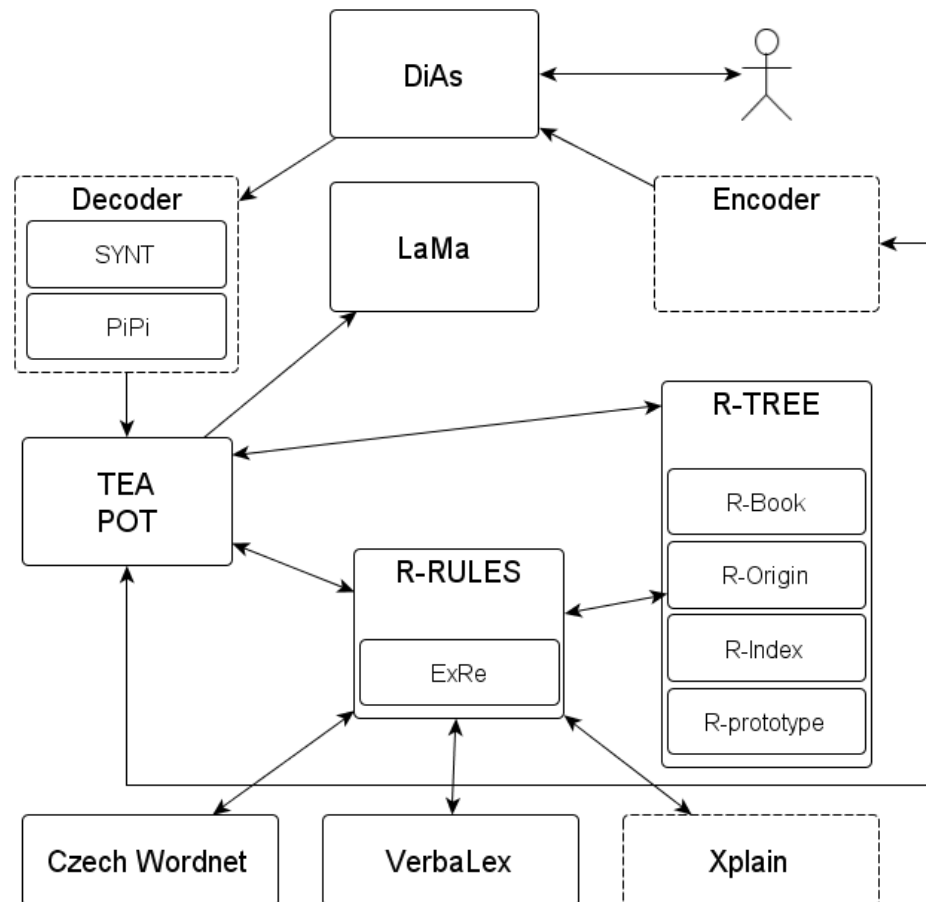 DiAs
Decoder
SYNT
PiPi
LaMa
Encoder
TEA
POT
R-TREE
R-Book
R-Origin
R-Index
R-prototype
R-RULES
ExRe
Czech Wordnet
VerbaLex
Xplain